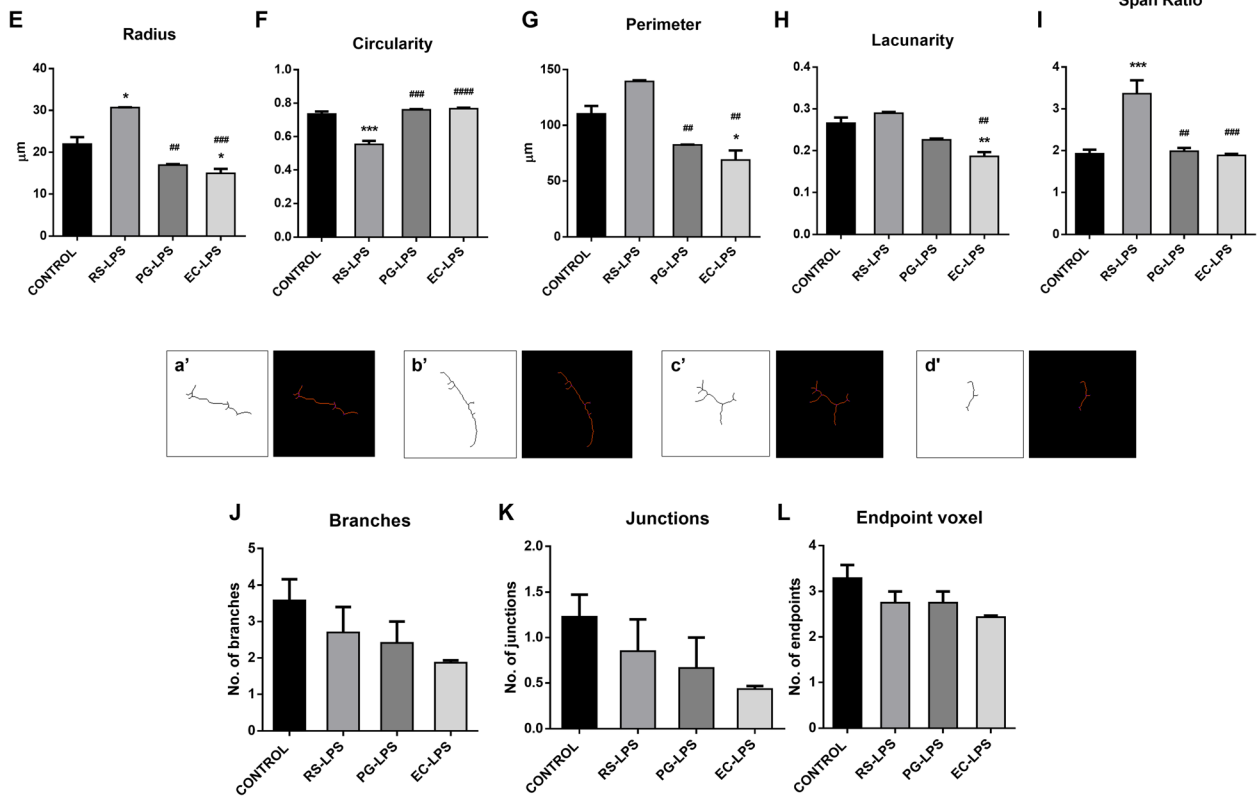 Span Ratio
E
Radius
40
30
20
10
0
μm
*
##
###
*
CONTROL
RS-LPS
PG-LPS
EC-LPS
F
Circularity
1.0
0.8
0.6
0.4
0.2
0.0
***
###
####
CONTROL
RS-LPS
PG-LPS
EC-LPS
G
Perimeter
150
100
50
0
μm
##
##
*
CONTROL
RS-LPS
PG-LPS
EC-LPS
H
Lacunarity
0.4
0.3
0.2
0.1
0.0
##
**
CONTROL
RS-LPS
PG-LPS
EC-LPS
I
4
3
2
1
0
***
##
###
CONTROL
RS-LPS
PG-LPS
EC-LPS
a’
b’
c’
d'
J
Branches
5
4
3
2
1
0
No. of branches
CONTROL
RS-LPS
PG-LPS
EC-LPS
K
Junctions
2.0
1.5
1.0
0.5
0.0
No. of junctions
CONTROL
RS-LPS
PG-LPS
EC-LPS
L
Endpoint voxel
4
3
2
1
0
No. of endpoints
CONTROL
RS-LPS
PG-LPS
EC-LPS